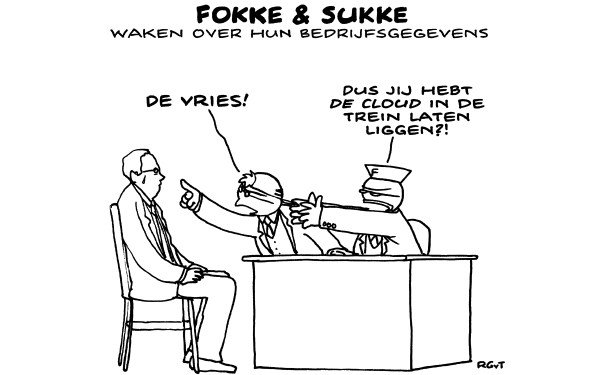 FOKKE & SUKKE
WAKEN OVER HUN BEDRIJFSGEGEVENS
DE VRIES!
DUS JIJ HEBT
DE CLOUD IN DE
TREIN LATEN
LIGGEN?!
F
RGvT